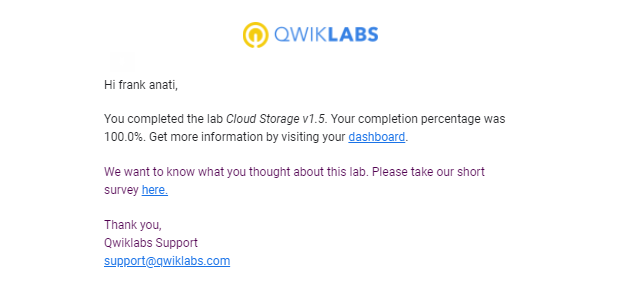 QWIKLABS
Hi frank anati,
You completed the lab Cloud Storage v1.5. Your completion percentage was
100.0%. Get more information by visiting your dashboard.
We want to know what you thought about this lab. Please take our short
survey here.
Thank you,
Qwiklabs Support
support@qwiklabs.com